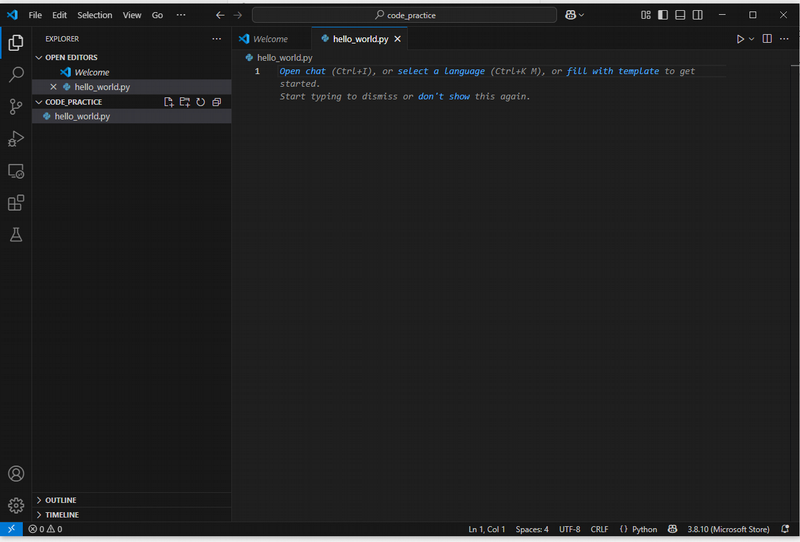 File Edit Selection View Go ··· code_practice
EXPLORER ···
OPEN EDITORS
Welcome
hello_world.py
CODE_PRACTICE
hello_world.py
OUTLINE
TIMELINE
Welcome hello_world.py
hello_world.py
1 Open chat (Ctrl+I), or select a language (Ctrl+K M), or fill with template to get
started.
Start typing to dismiss or don't show this again.
0 0 Ln 1, Col 1 Spaces: 4 UTF-8 CRLF {} Python 3.8.10 (Microsoft Store)